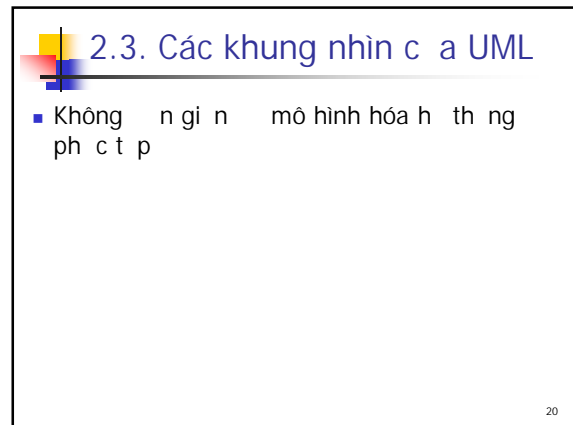 2.3. Các khung nhìn c a UML
Không n gi n mô hình hóa h th ng
ph c t p
20